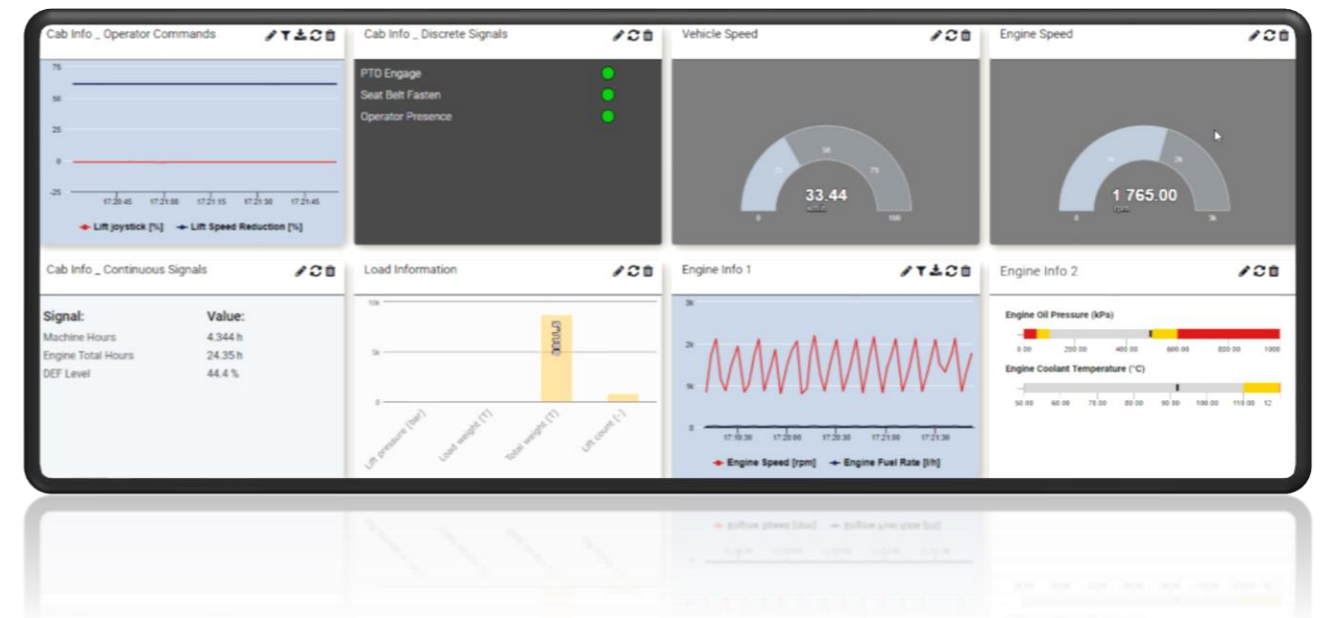 Cab Info _ Operator Commands
75
50
25
0
-25
17:20:45 17:21:00 17:21:15 17:21:30 17:21:45
Lift joystick [%] Lift Speed Reduction [%]
Cab Info _ Discrete Signals
PTO Engage
Seat Belt Fasten
Operator Presence
Vehicle Speed
0 25 50 75 100
33.44
Engine Speed
0 1k 2k 3k
1 765.00
rpm
Cab Info _ Continuous Signals
Signal: Value:
Machine Hours 4.344 h
Engine Total Hours 24.35 h
DEF Level 44.4 %
Load Information
10k
5k
0
Lift pressure [bar] Load weight [T] Total weight [T] Lift count [-]
Engine Info 1
3k
2k
1k
0
17:19:30 17:20:00 17:20:30 17:21:00 17:21:30
Engine Speed [rpm] Engine Fuel Rate [l/h]
Engine Info 2
Engine Oil Pressure (kPa)
0.00 200.00 400.00 600.00 800.00 1000
Engine Coolant Temperature (°C)
50.00 60.00 70.00 80.00 90.00 100.00 110.00 12